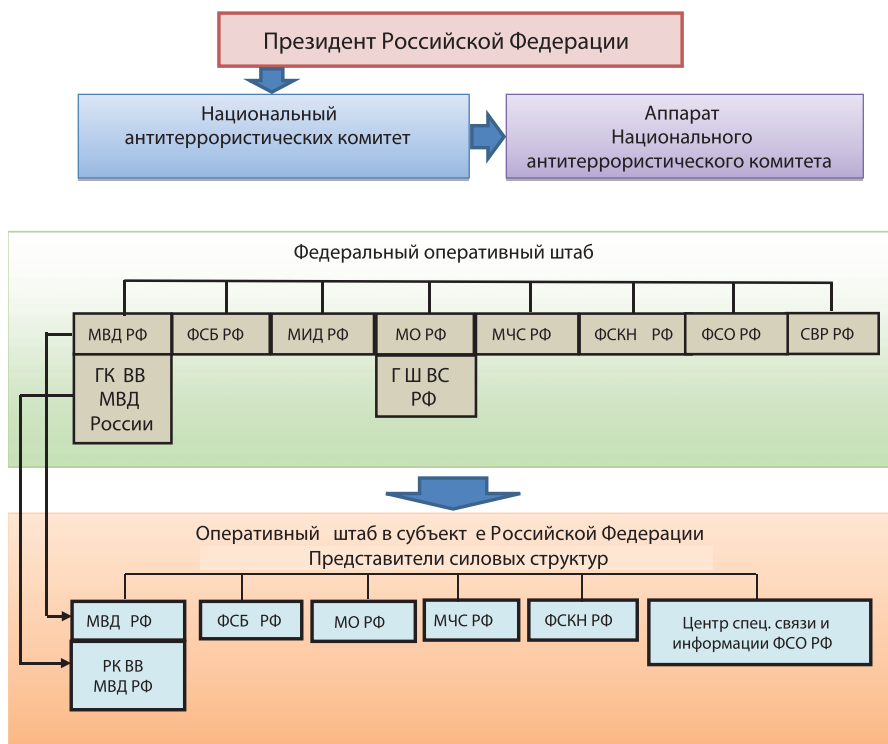 Президент Российской Федерации
Национальный
антитеррористических комитет
Аппарат
Национального
антитеррористического комитета
Федеральный оперативный штаб
МВД РФ
ФСБ РФ
МИД РФ
МО РФ
МЧС РФ
ФСКН РФ
ФСО РФ
СВР РФ
ГК ВВ
МВД
России
Г Ш ВС
РФ
Оперативный штаб в субъект е Российской Федерации
Представители силовых структур
МВД РФ
ФСБ РФ
МО РФ
МЧС РФ
ФСКН РФ
Центр спец. связи и
информации ФСО РФ
РК ВВ
МВД РФ